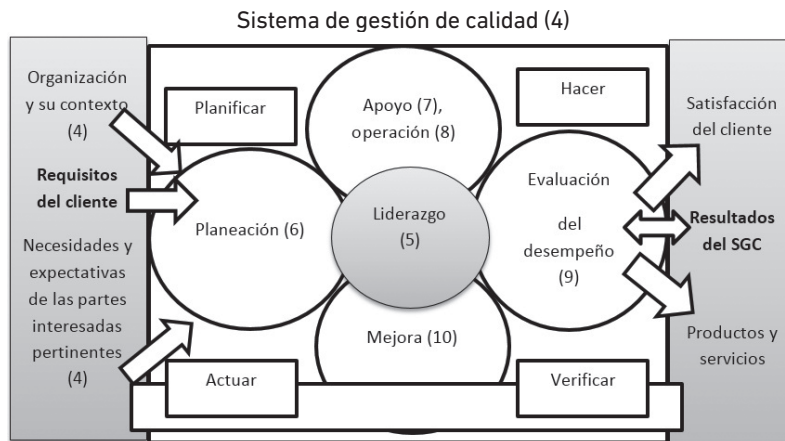 Sistema de gestión de calidad (4)
Organización
y su contexto
(4)
Requisitos
del cliente
Necesidades y
expectativas
de las partes
interesadas
pertinentes
(4)
Planificar
Apoyo (7),
operación (8)
Hacer
Planeación (6)
Liderazgo
(5)
Evaluación
del
desempeño
(9)
Mejora (10)
Actuar
Verificar
Satisfacción
del cliente
Resultados
del SGC
Productos y
servicios